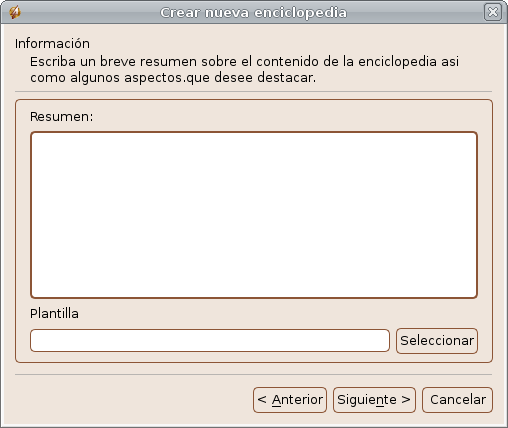 Crear nueva enciclopedia
Información
Escriba un breve resumen sobre el contenido de la enciclopedia asi
como algunos aspectos.que desee destacar.
Resumen:
Plantilla
Seleccionar
< Anterior
Siguiente >
Cancelar